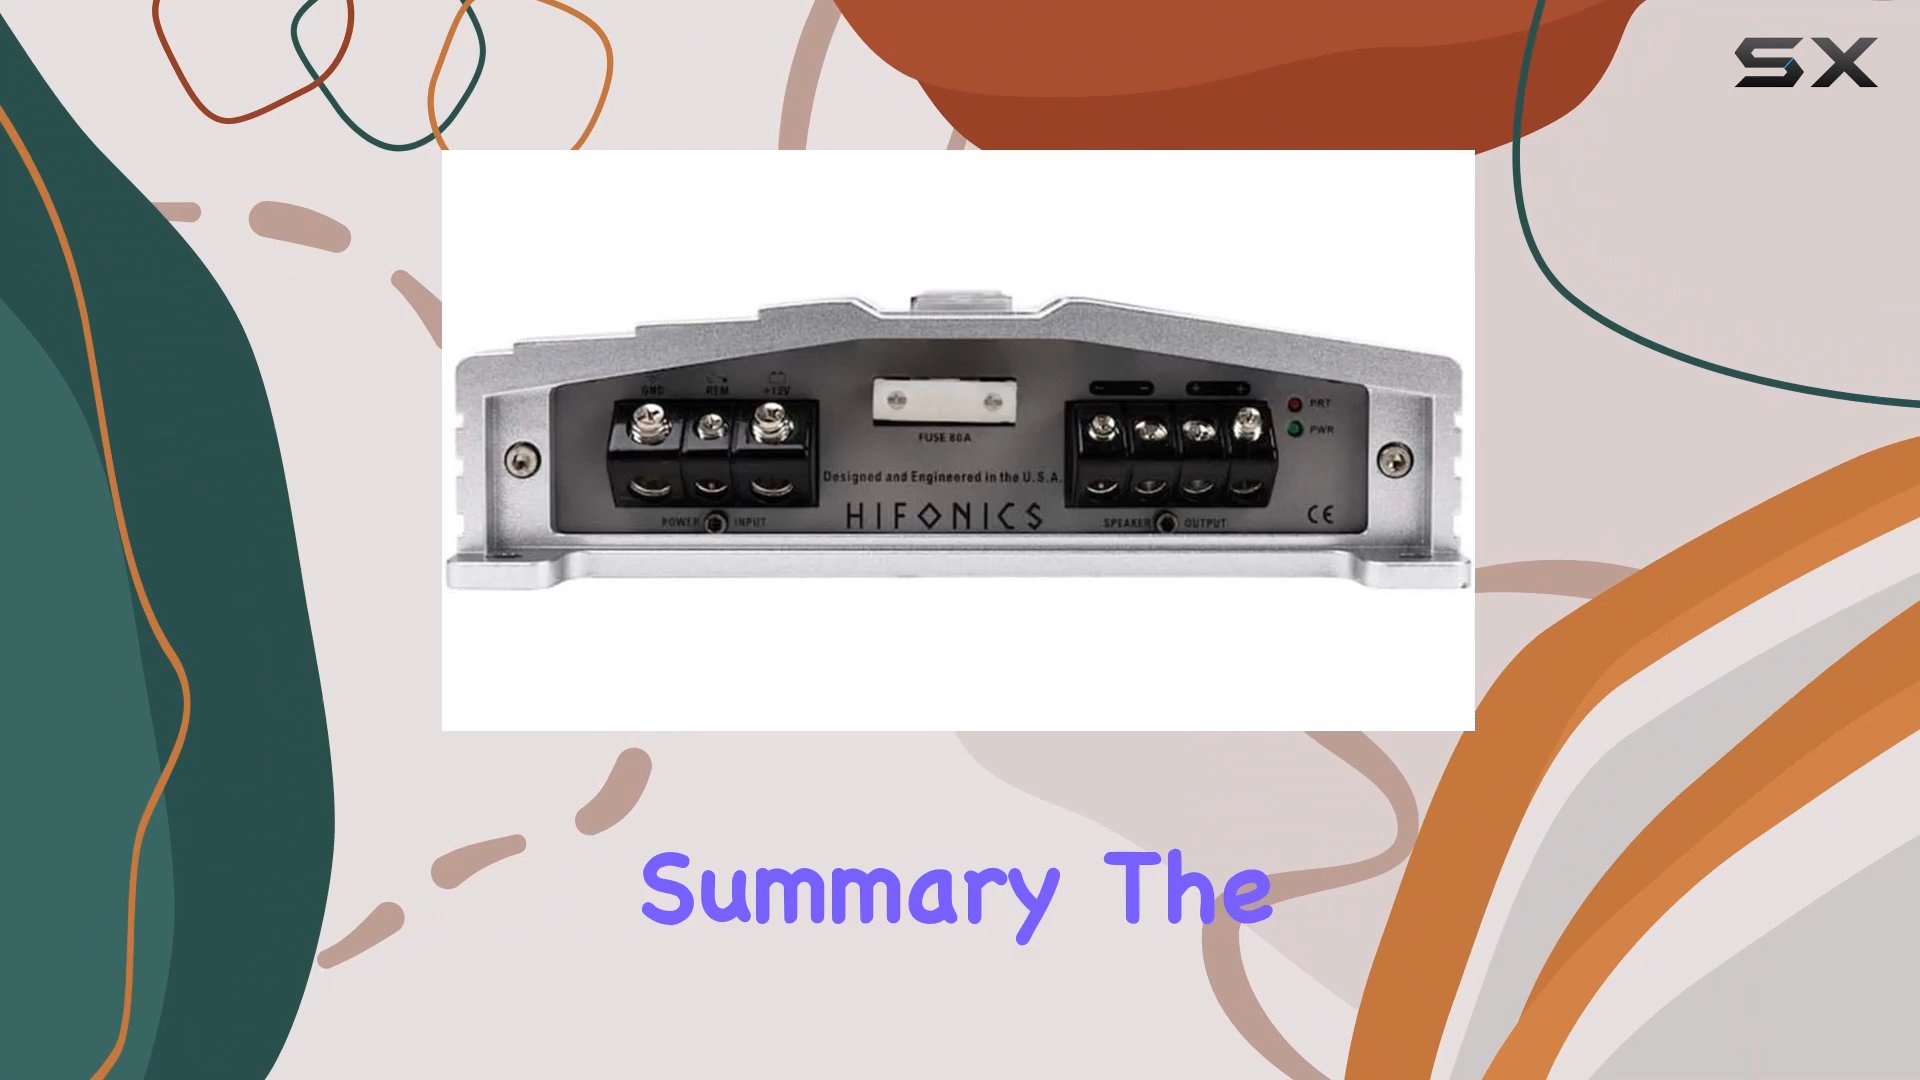 SX
GND REM +12V
FUSE 80A
PRT
PWR
Designed and Engineered in the U.S.A.
HIFONICS
POWER INPUT
SPEAKER OUTPUT
CE
- - + +
Summary The